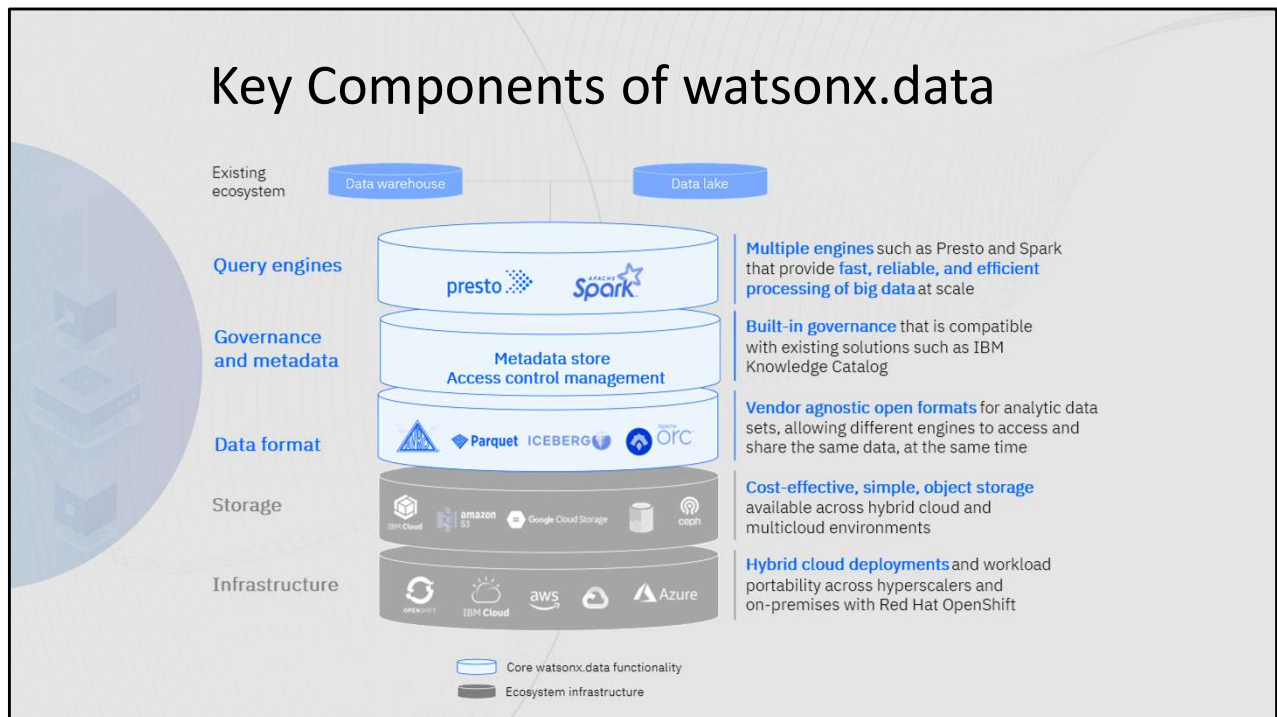 Key Components of watsonx.data
Existing
ecosystem
Data warehouse
Data lake
Query engines
presto
APACHE
Spark
Multiple engines such as Presto and Spark
that provide fast, reliable, and efficient
processing of big data at scale
Governance
and metadata
Metadata store
Access control management
Built-in governance that is compatible
with existing solutions such as IBM
Knowledge Catalog
Data format
Parquet
ICEBERG
Apache
orc
Vendor agnostic open formats for analytic data
sets, allowing different engines to access and
share the same data, at the same time
Storage
IBM Cloud
amazon
S3
Google Cloud Storage
ceph
Cost-effective, simple, object storage
available across hybrid cloud and
multicloud environments
Infrastructure
OPENSHIFT
IBM Cloud
aws
Azure
Hybrid cloud deployments and workload
portability across hyperscalers and
on-premises with Red Hat OpenShift
Core watsonx.data functionality
Ecosystem infrastructure